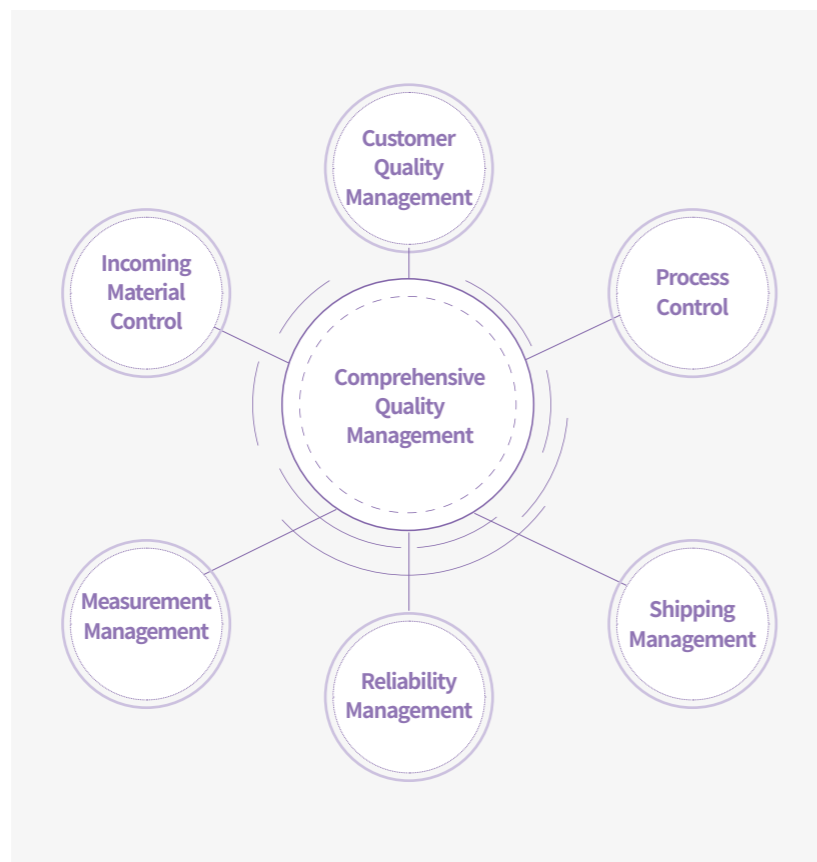 Customer
Quality
Management
Incoming
Material
Control
Process
Control
Comprehensive
Quality
Management
Measurement
Management
Shipping
Management
Reliability
Management